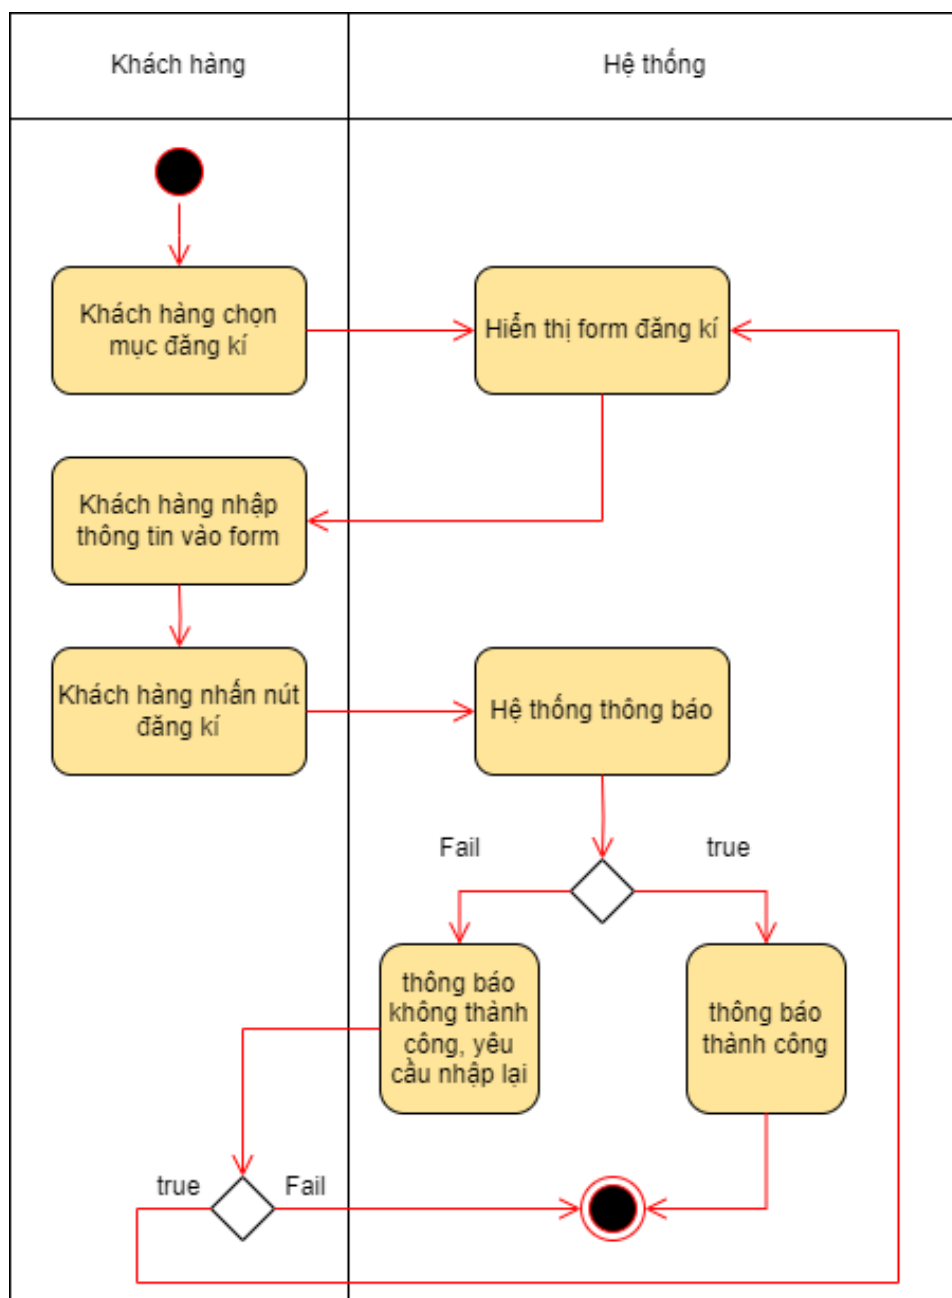 Khách hàng
Hệ thống
Khách hàng chọn
mục đăng kí
Hiển thị form đăng kí
Khách hàng nhập
thông tin vào form
Khách hàng nhấn nút
đăng kí
Hệ thống thông báo
Fail
true
thông báo
không thành
công, yêu
cầu nhập lại
thông báo
thành công
true
Fail